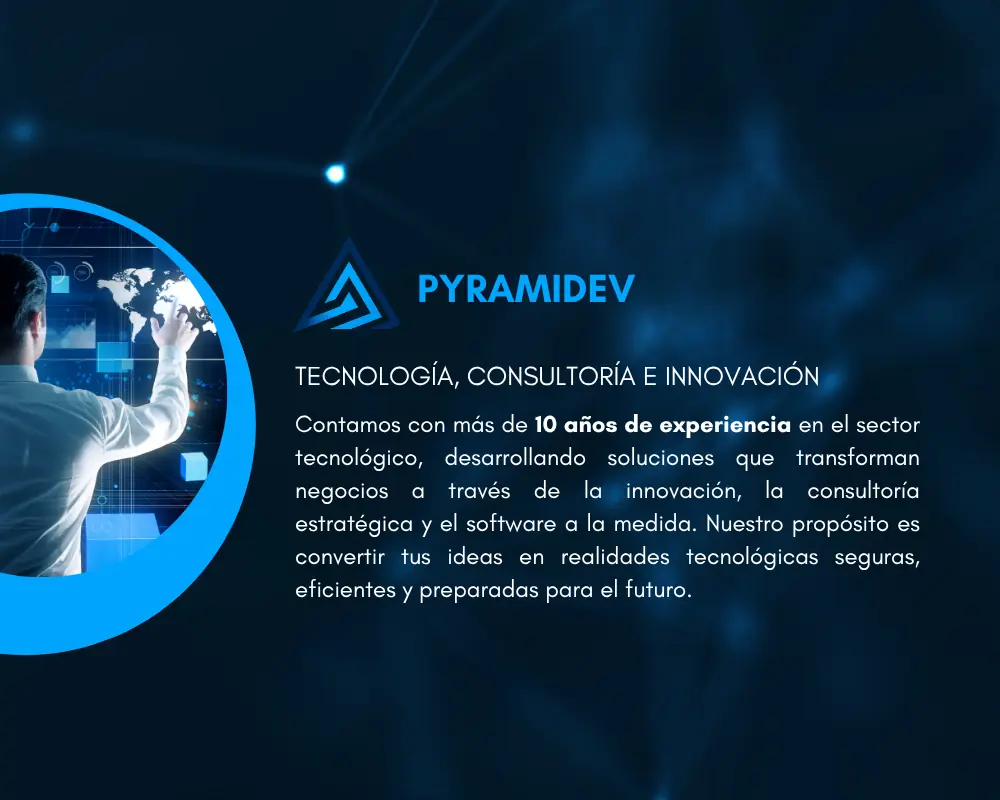 PYRAMIDEV
TECNOLOGÍA, CONSULTORÍA E INNOVACIÓN
Contamos con más de 10 años de experiencia en el sector
tecnológico, desarrollando soluciones que transforman
negocios a través de la innovación, la consultoría
estratégica y el software a la medida. Nuestro propósito es
convertir tus ideas en realidades tecnológicas seguras,
eficientes y preparadas para el futuro.